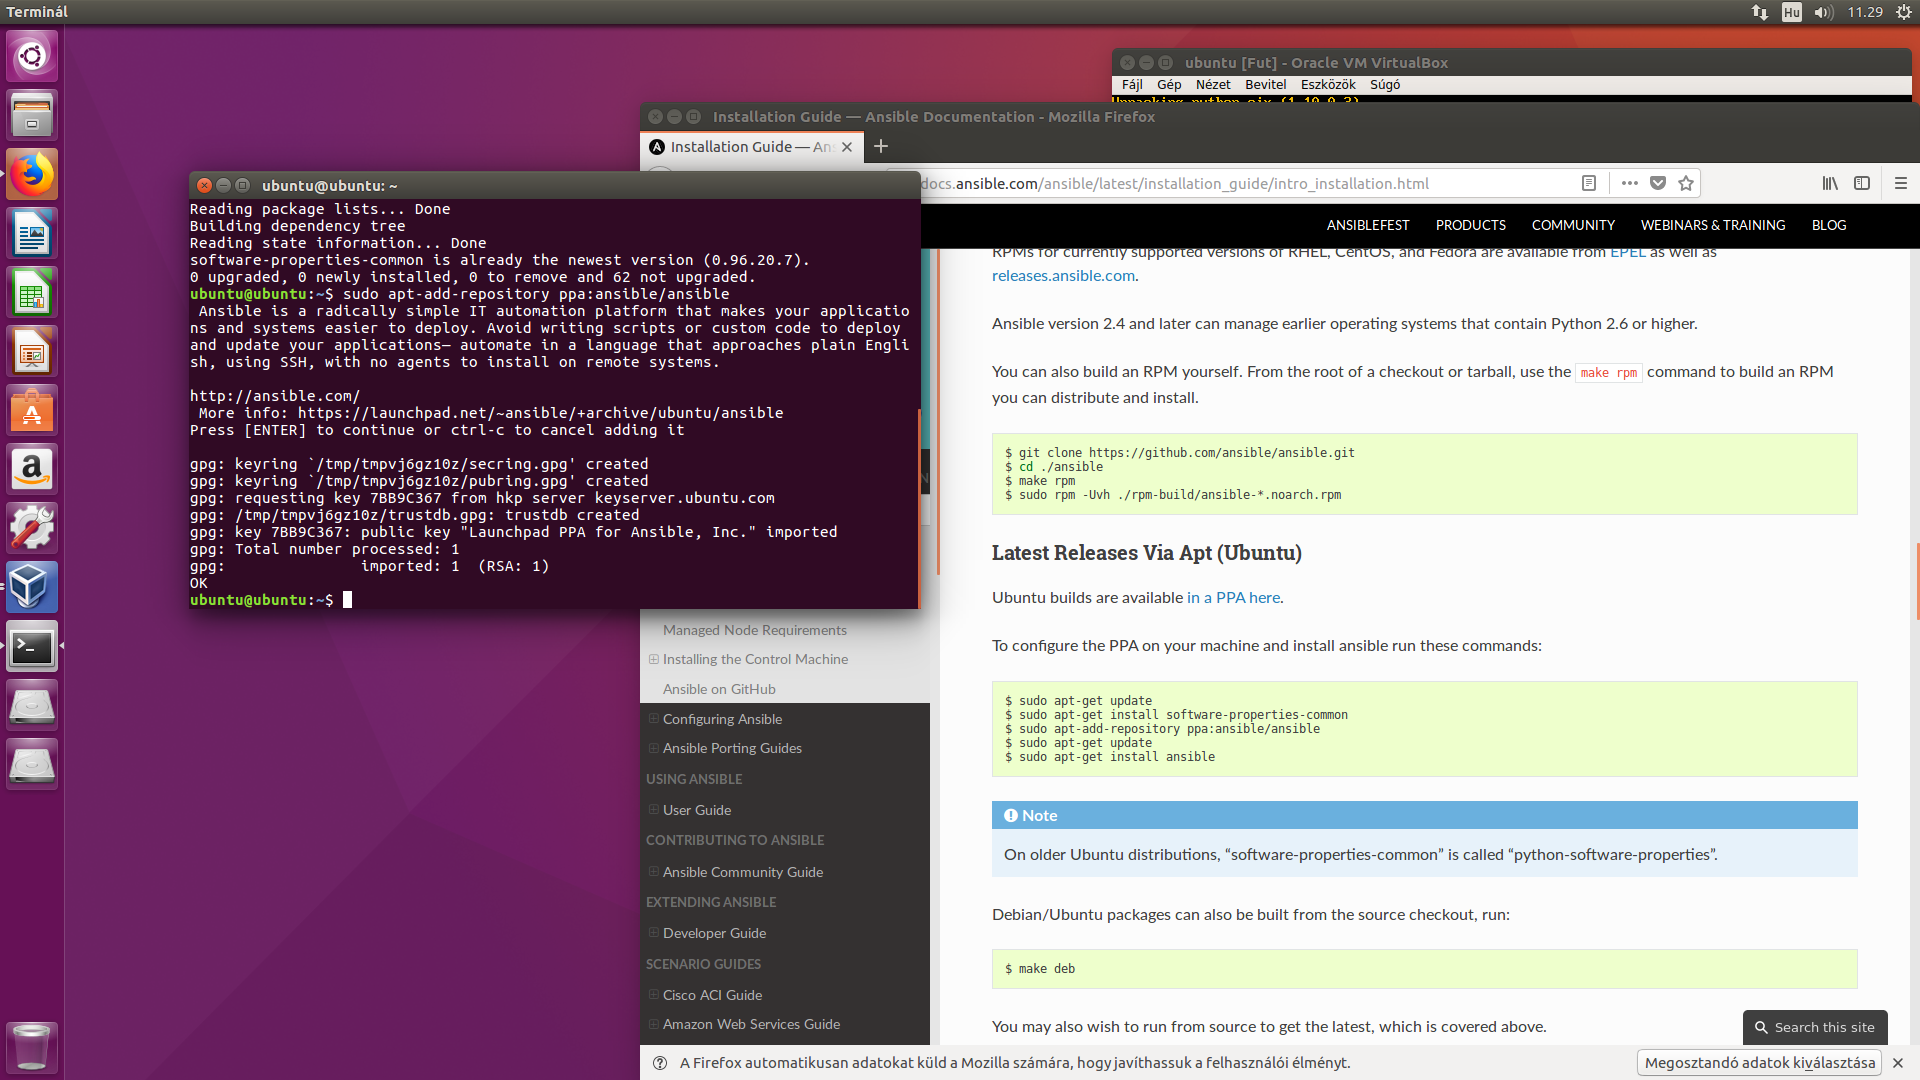 Terminál
Hu
11.29
ubuntu [Fut] - Oracle VM VirtualBox
Fájl Gép Nézet Bevitel Eszközök Súgó
Unpacking python-six (1.10.0-3)
Installation Guide — Ansible Documentation - Mozilla Firefox
Installation Guide — An
docs.ansible.com/ansible/latest/installation_guide/intro_installation.html
ubuntu@ubuntu: ~
Reading package lists... Done
Building dependency tree
Reading state information... Done
software-properties-common is already the newest version (0.96.20.7).
0 upgraded, 0 newly installed, 0 to remove and 62 not upgraded.
ubuntu@ubuntu:~$ sudo apt-add-repository ppa:ansible/ansible
Ansible is a radically simple IT automation platform that makes your applicatio
ns and systems easier to deploy. Avoid writing scripts or custom code to deploy
and update your applications— automate in a language that approaches plain Engli
sh, using SSH, with no agents to install on remote systems.
http://ansible.com/
More info: https://launchpad.net/~ansible/+archive/ubuntu/ansible
Press [ENTER] to continue or ctrl-c to cancel adding it
gpg: keyring `/tmp/tmpvj6gz10z/secring.gpg' created
gpg: keyring `/tmp/tmpvj6gz10z/pubring.gpg' created
gpg: requesting key 7BB9C367 from hkp server keyserver.ubuntu.com
gpg: /tmp/tmpvj6gz10z/trustdb.gpg: trustdb created
gpg: key 7BB9C367: public key "Launchpad PPA for Ansible, Inc." imported
gpg: Total number processed: 1
gpg: imported: 1 (RSA: 1)
OK
ubuntu@ubuntu:~$
ANSIBLEFEST PRODUCTS COMMUNITY WEBINARS & TRAINING BLOG
RPMs for currently supported versions of RHEL, CentOS, and Fedora are available from EPEL as well as
releases.ansible.com.
Ansible version 2.4 and later can manage earlier operating systems that contain Python 2.6 or higher.
You can also build an RPM yourself. From the root of a checkout or tarball, use the make rpm command to build an RPM
you can distribute and install.
$ git clone https://github.com/ansible/ansible.git
$ cd ./ansible
$ make rpm
$ sudo rpm -Uvh ./rpm-build/ansible-*.noarch.rpm
Latest Releases Via Apt (Ubuntu)
Ubuntu builds are available in a PPA here.
To configure the PPA on your machine and install ansible run these commands:
$ sudo apt-get update
$ sudo apt-get install software-properties-common
$ sudo apt-add-repository ppa:ansible/ansible
$ sudo apt-get update
$ sudo apt-get install ansible
Note
On older Ubuntu distributions, “software-properties-common” is called “python-software-properties”.
Debian/Ubuntu packages can also be built from the source checkout, run:
$ make deb
You may also wish to run from source to get the latest, which is covered above.
Managed Node Requirements
Installing the Control Machine
Ansible on GitHub
Configuring Ansible
Ansible Porting Guides
USING ANSIBLE
User Guide
CONTRIBUTING TO ANSIBLE
Ansible Community Guide
EXTENDING ANSIBLE
Developer Guide
SCENARIO GUIDES
Cisco ACI Guide
Amazon Web Services Guide
Search this site
A Firefox automatikusan adatokat küld a Mozilla számára, hogy javíthassuk a felhasználói élményt.
Megosztandó adatok kiválasztása